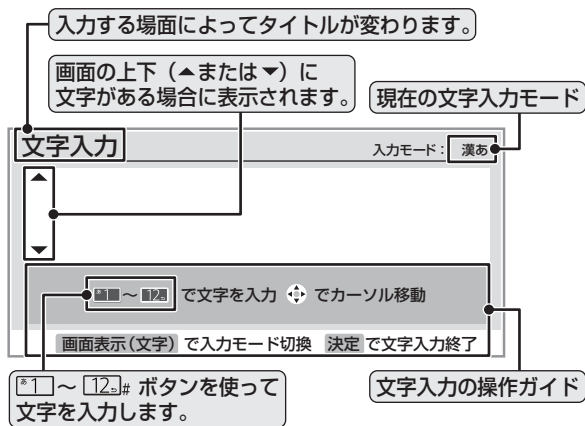 入力する場面によってタイトルが変わります。
画面の上下（▲または▼）に
文字がある場合に表示されます。
現在の文字入力モード
文字入力
入力モード： 漢あ
▲
▼
1～12 で文字を入力 でカーソル移動
画面表示（文字） で入力モード切換 決定 で文字入力終了
1 ～ 12 # ボタンを使って
文字を入力します。
文字入力の操作ガイド